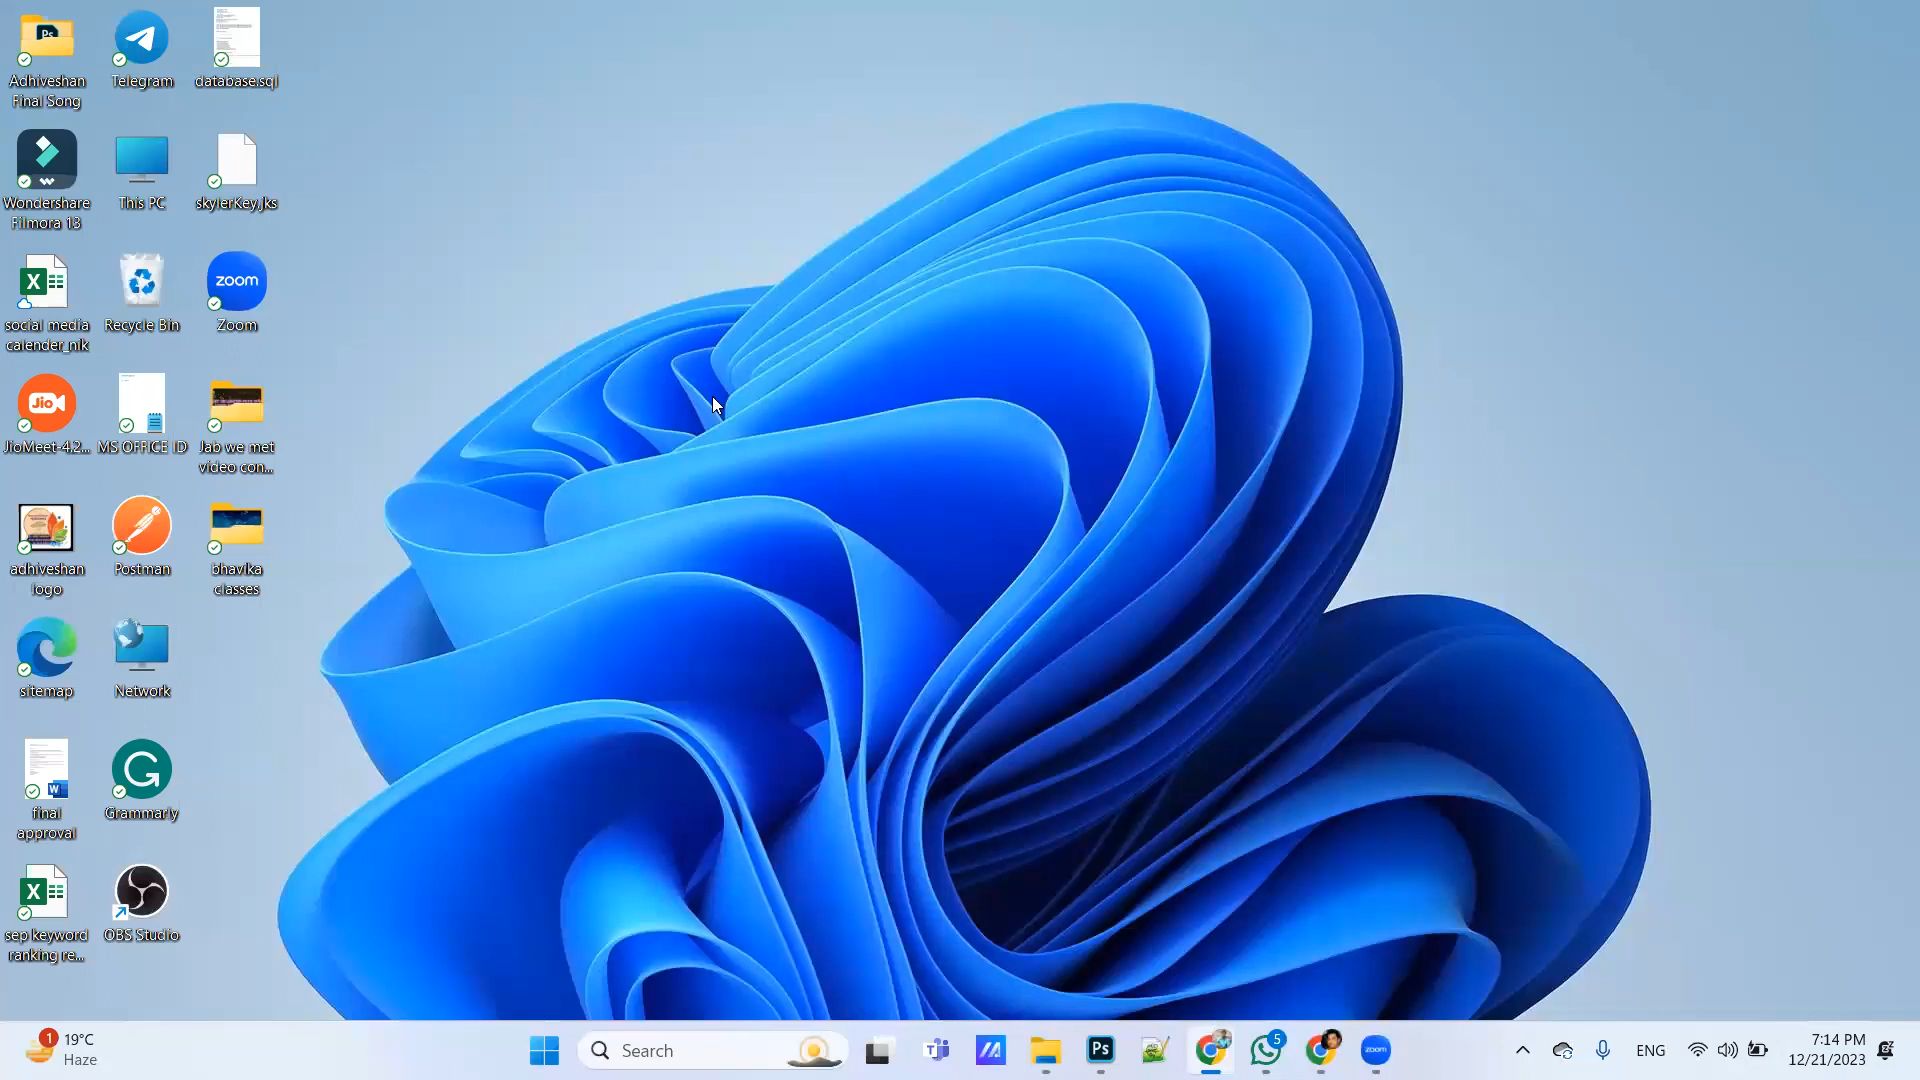 Adhiveshan
Final Song
Telegram
database.sql
Wondershare
Filmora 13
This PC
skylerKey.jks
social media
calender_nik
Recycle Bin
zoom
Zoom
Jio
JioMeet-4.2...
MS OFFICE ID
Jab we met
video con...
adhiveshan
logo
Postman
bhavika
classes
sitemap
Network
final
approval
Grammarly
sep keyword
ranking re...
OBS Studio
1
19°C
Haze
Search
Ps
5
zoom
ENG
7:14 PM
12/21/2023